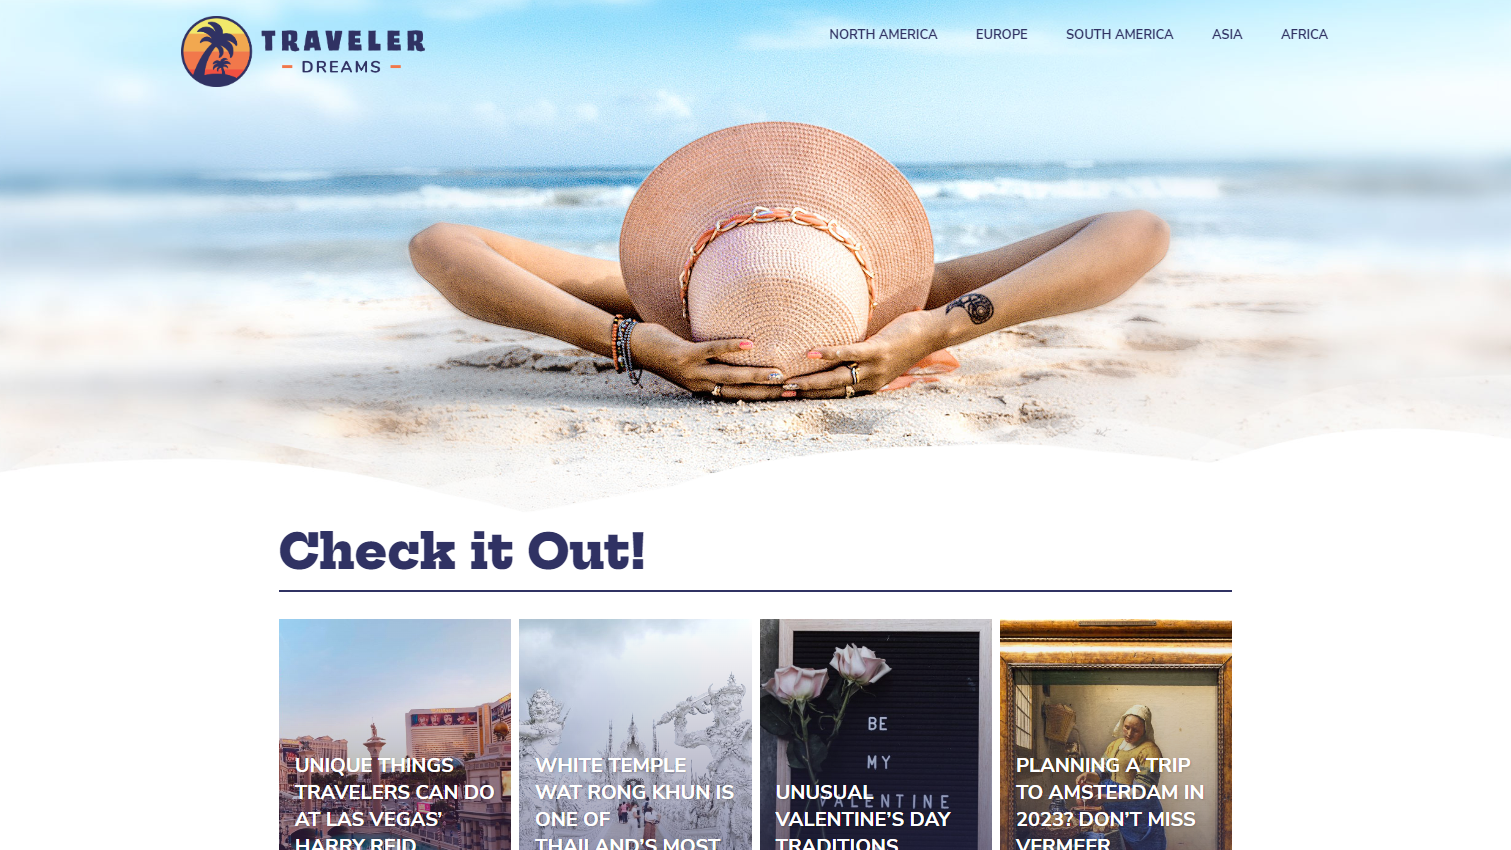 TRAVELER
DREAMS
NORTH AMERICA
EUROPE
SOUTH AMERICA
ASIA
AFRICA
Check it Out!
UNIQUE THINGS
TRAVELERS CAN DO
AT LAS VEGAS’
HARRY REID
WHITE TEMPLE
WAT RONG KHUN IS
ONE OF
THAILAND’S MOST
BE
MY
VALENTINE
UNUSUAL
VALENTINE’S DAY
TRADITIONS
PLANNING A TRIP
TO AMSTERDAM IN
2023? DON’T MISS
VERMEER